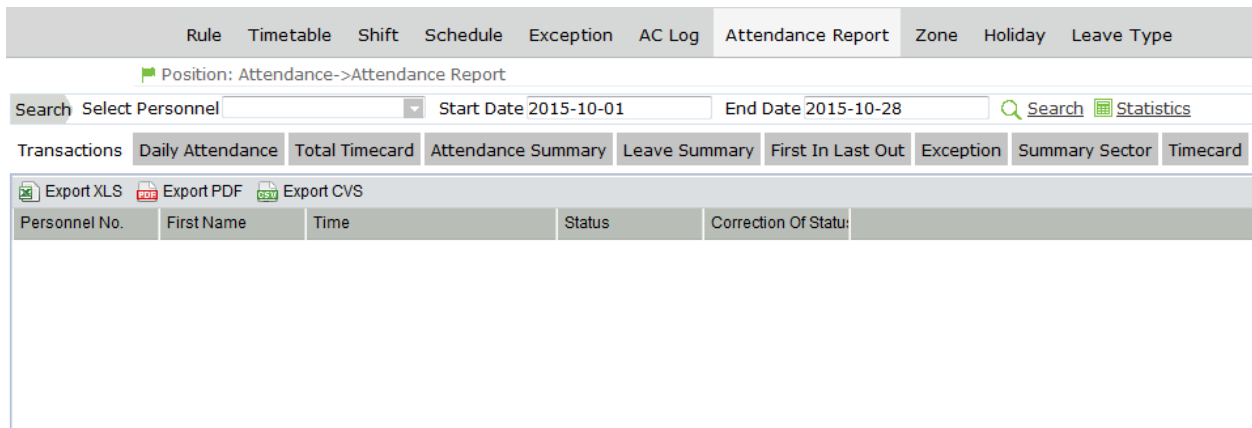 Rule Timetable Shift Schedule Exception AC Log Attendance Report Zone Holiday Leave Type
Position: Attendance->Attendance Report
Search Select Personnel Start Date 2015-10-01 End Date 2015-10-28 Search Statistics
Transactions Daily Attendance Total Timecard Attendance Summary Leave Summary First In Last Out Exception Summary Sector Timecard
Export XLS PDF Export PDF CSV Export CVS
Personnel No. First Name Time Status Correction Of Status